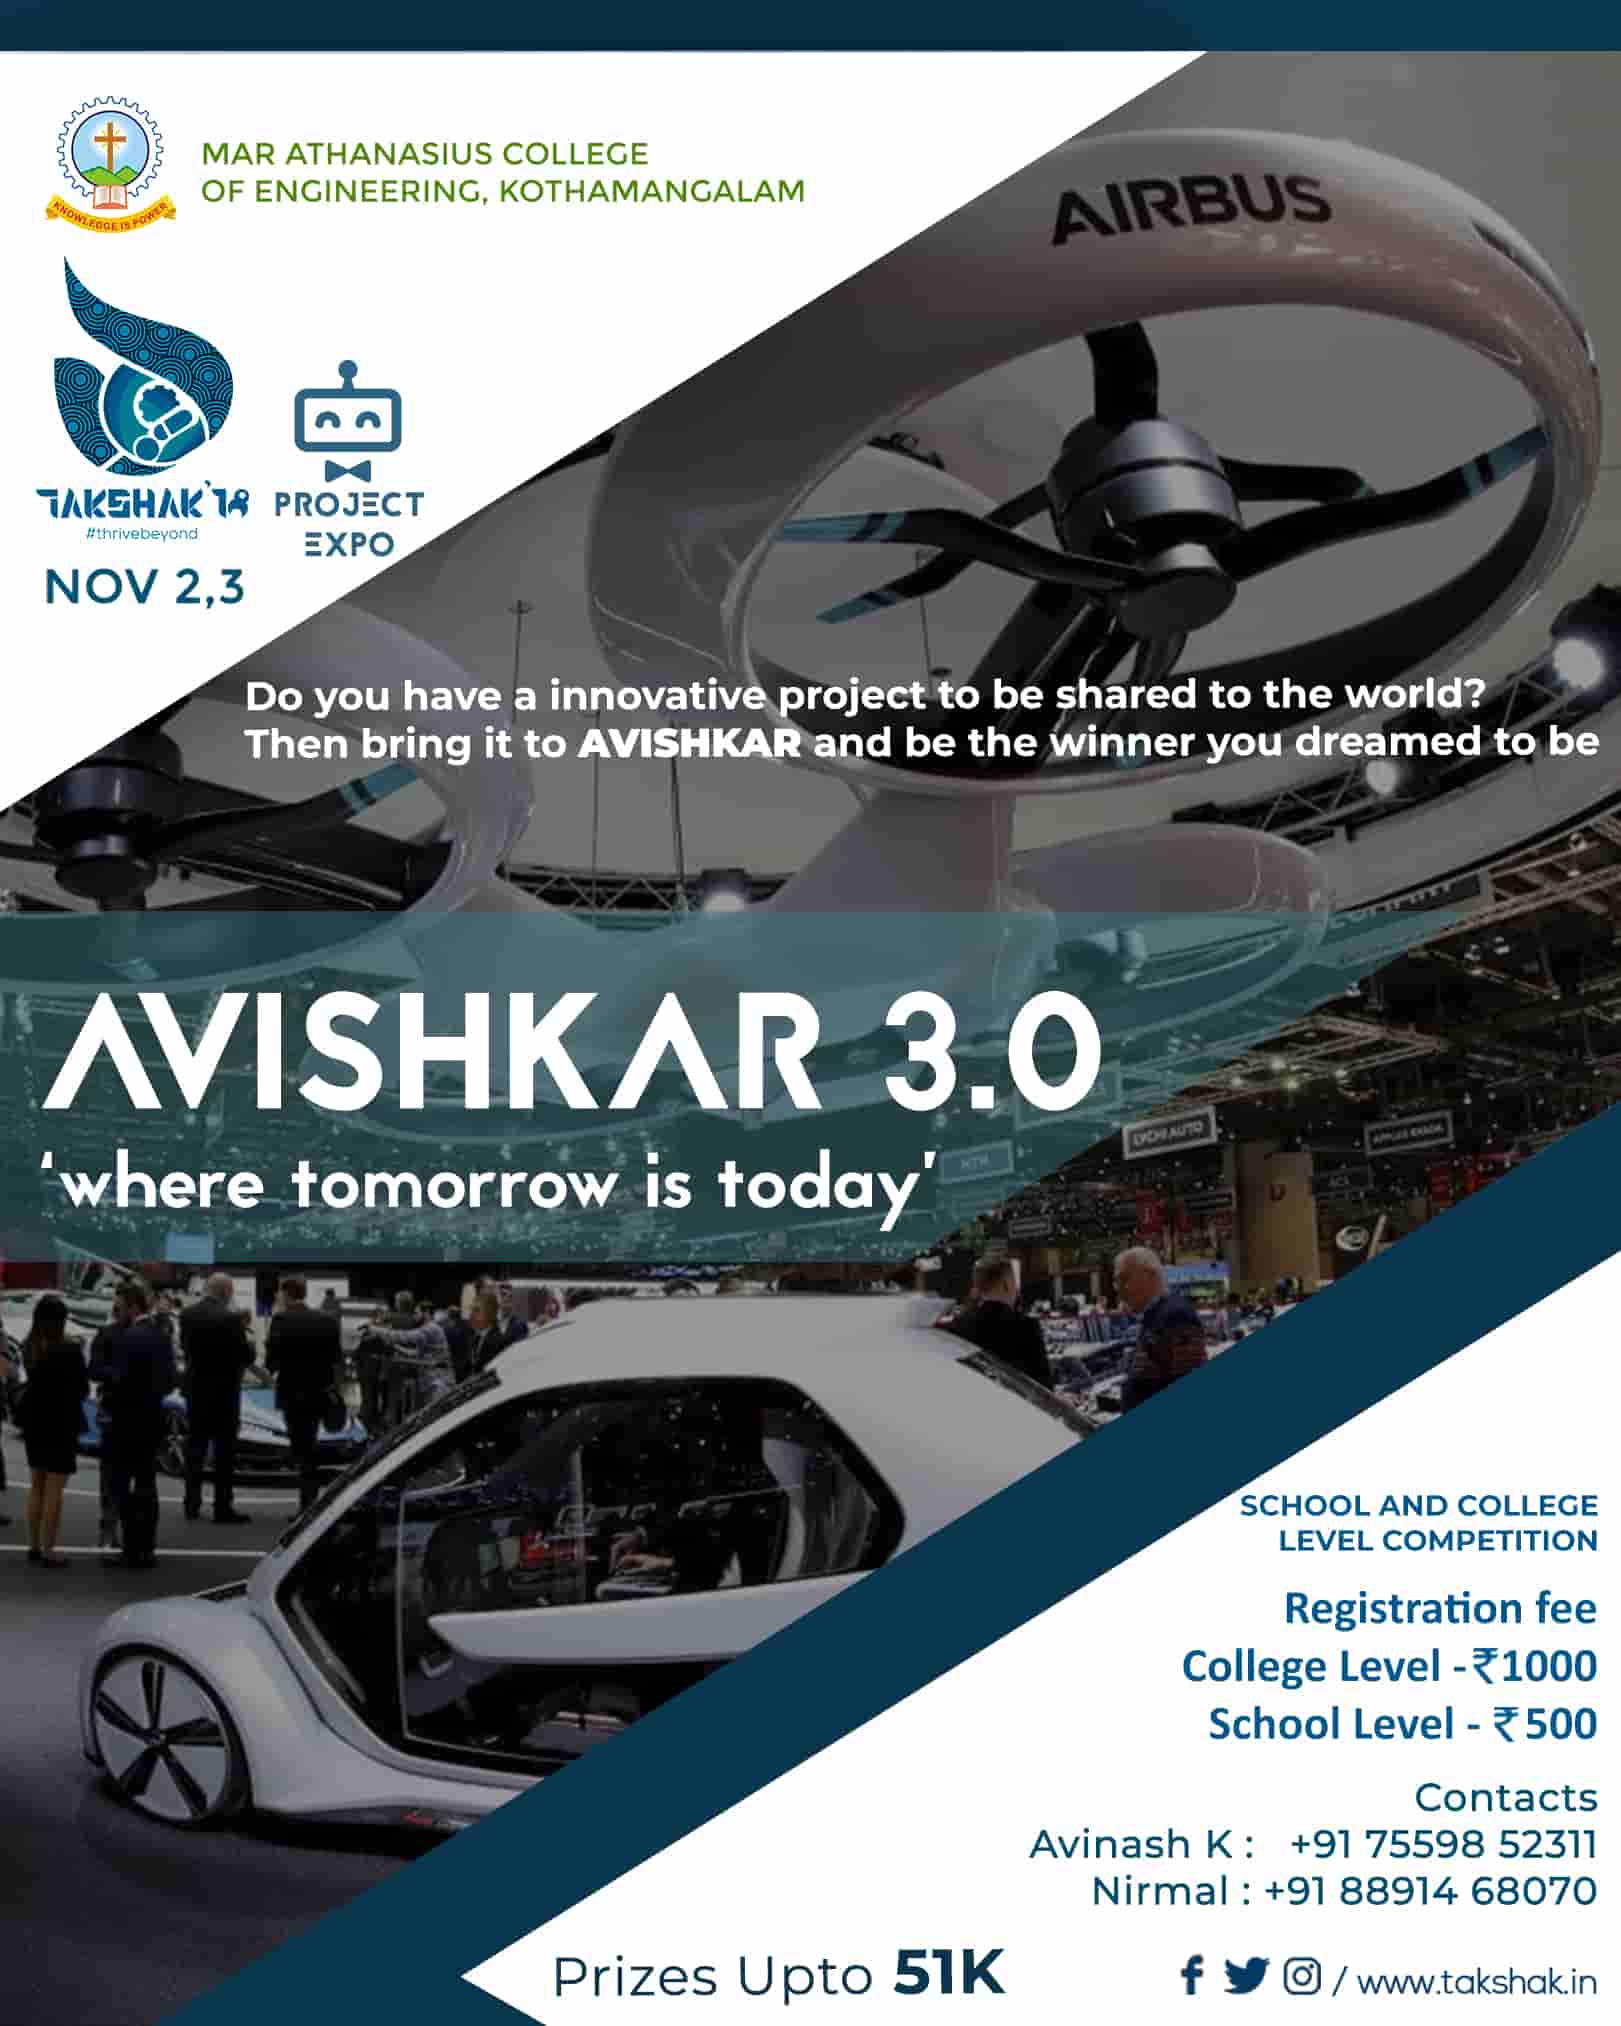 MAR ATHANASIUS COLLEGE
OF ENGINEERING, KOTHAMANGALAM
KNOWLEDGE IS POWER
AIRBUS
TAKSHAK'18
#thrivebeyond
NOV 2,3
PROJECT
EXPO
Do you have a innovative project to be shared to the world?
Then bring it to AVISHKAR and be the winner you dreamed to be
AVISHKAR 3.0
'where tomorrow is today'
LYCHI AUTO
SCHOOL AND COLLEGE
LEVEL COMPETITION
Registration fee
College Level -₹1000
School Level - ₹500
Contacts
Avinash K : +91 75598 52311
Nirmal : +91 88914 68070
Prizes Upto 51K
/ www.takshak.in